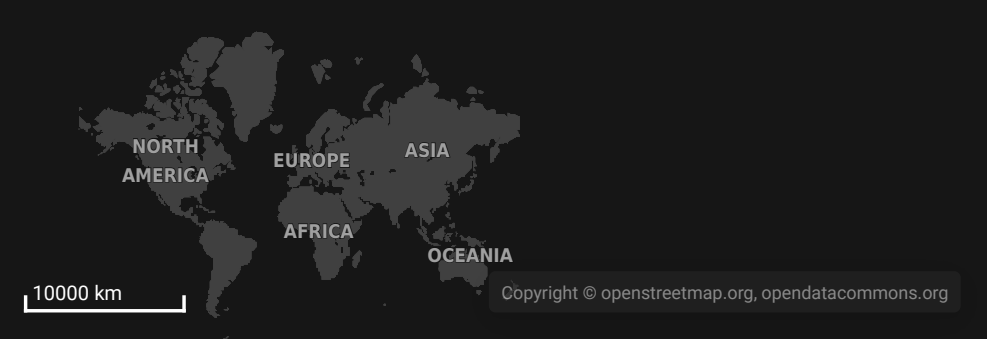 NORTH
AMERICA
EUROPE
ASIA
AFRICA
OCEANIA
10000 km
Copyright © openstreetmap.org, opendatacommons.org